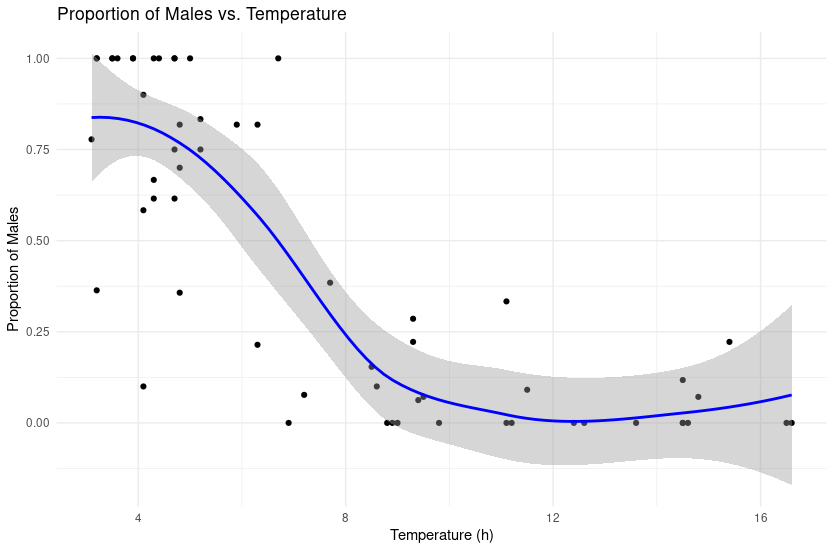 Proportion of Males vs. Temperature
Proportion of Males
1.00
0.75
0.50
0.25
0.00
4 8 12 16
Temperature (h)